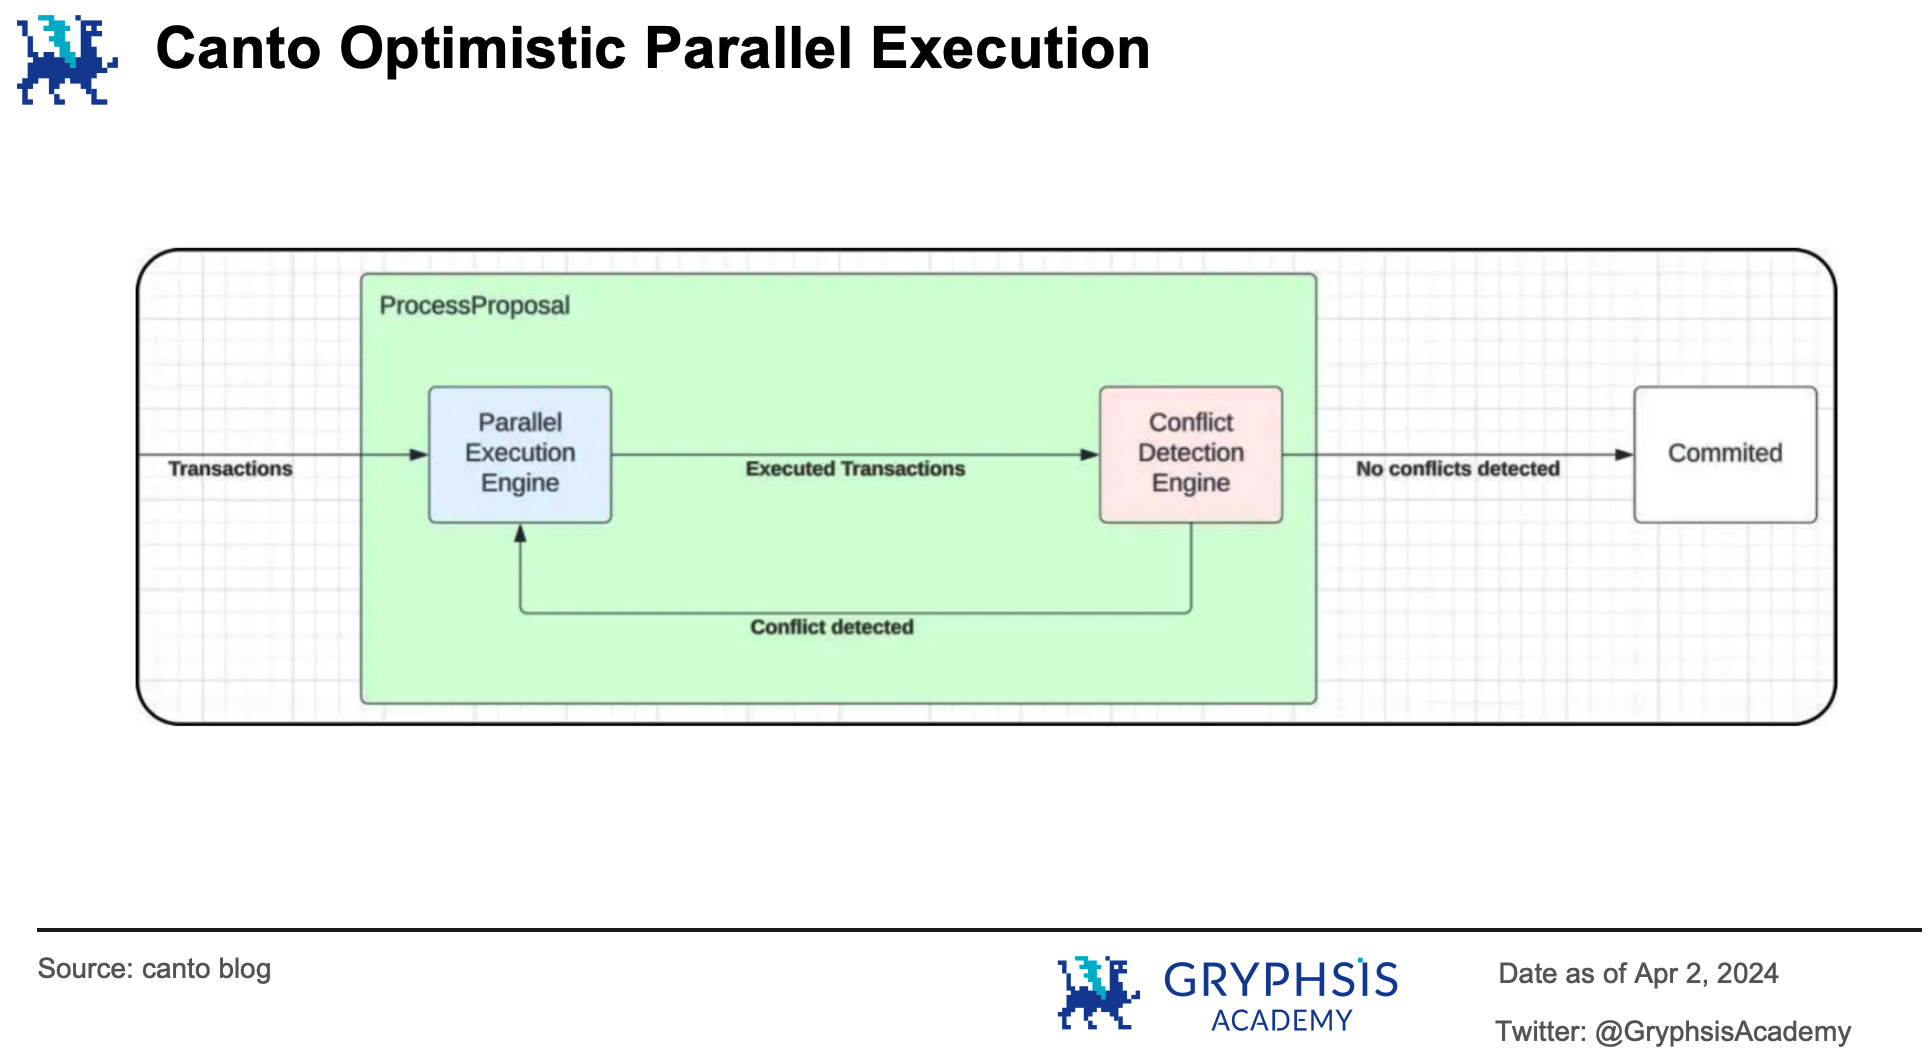 Canto Optimistic Parallel Execution
ProcessProposal
Transactions
Parallel
Execution
Engine
Executed Transactions
Conflict
Detection
Engine
No conflicts detected
Commited
Conflict detected
Source: canto blog
GRYPHSIS
ACADEMY
Date as of Apr 2, 2024
Twitter: @GryphsisAcademy